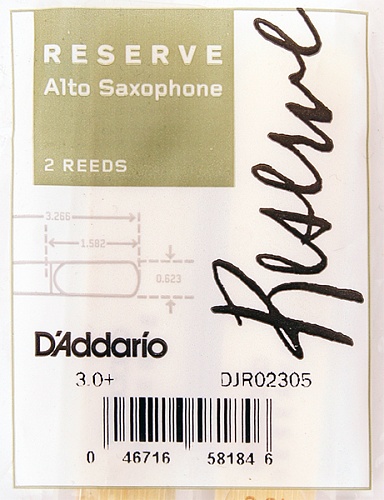 RESERVE
Alto Saxophone
2 REEDS
Reserve
3.266
1.582
0.623
D'Addario
3.0+ DJR02305
0 46716 58184 6